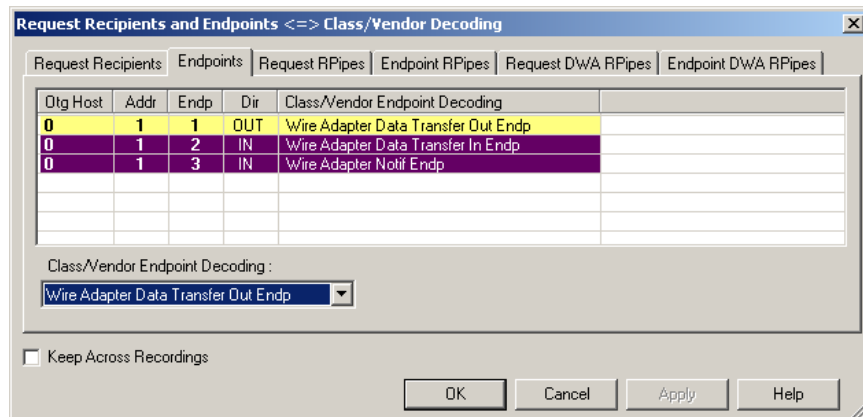 Request Recipients and Endpoints <=> Class/Vendor Decoding
Request Recipients Endpoints Request RPipes Endpoint RPipes Request DWA RPipes Endpoint DWA RPipes
Otg Host Addr Endp Dir Class/Vendor Endpoint Decoding
0 1 1 OUT Wire Adapter Data Transfer Out Endp
0 1 2 IN Wire Adapter Data Transfer In Endp
0 1 3 IN Wire Adapter Notif Endp
Class/Vendor Endpoint Decoding :
Wire Adapter Data Transfer Out Endp
Keep Across Recordings
OK Cancel Apply Help